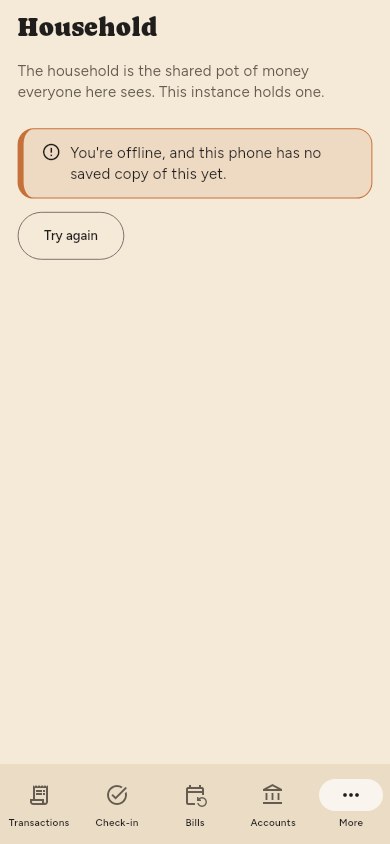 Household
The household is the shared pot of money
everyone here sees. This instance holds one.
You're offline, and this phone has no
saved copy of this yet.
Try again
Transactions
Check-in
Bills
Accounts
More